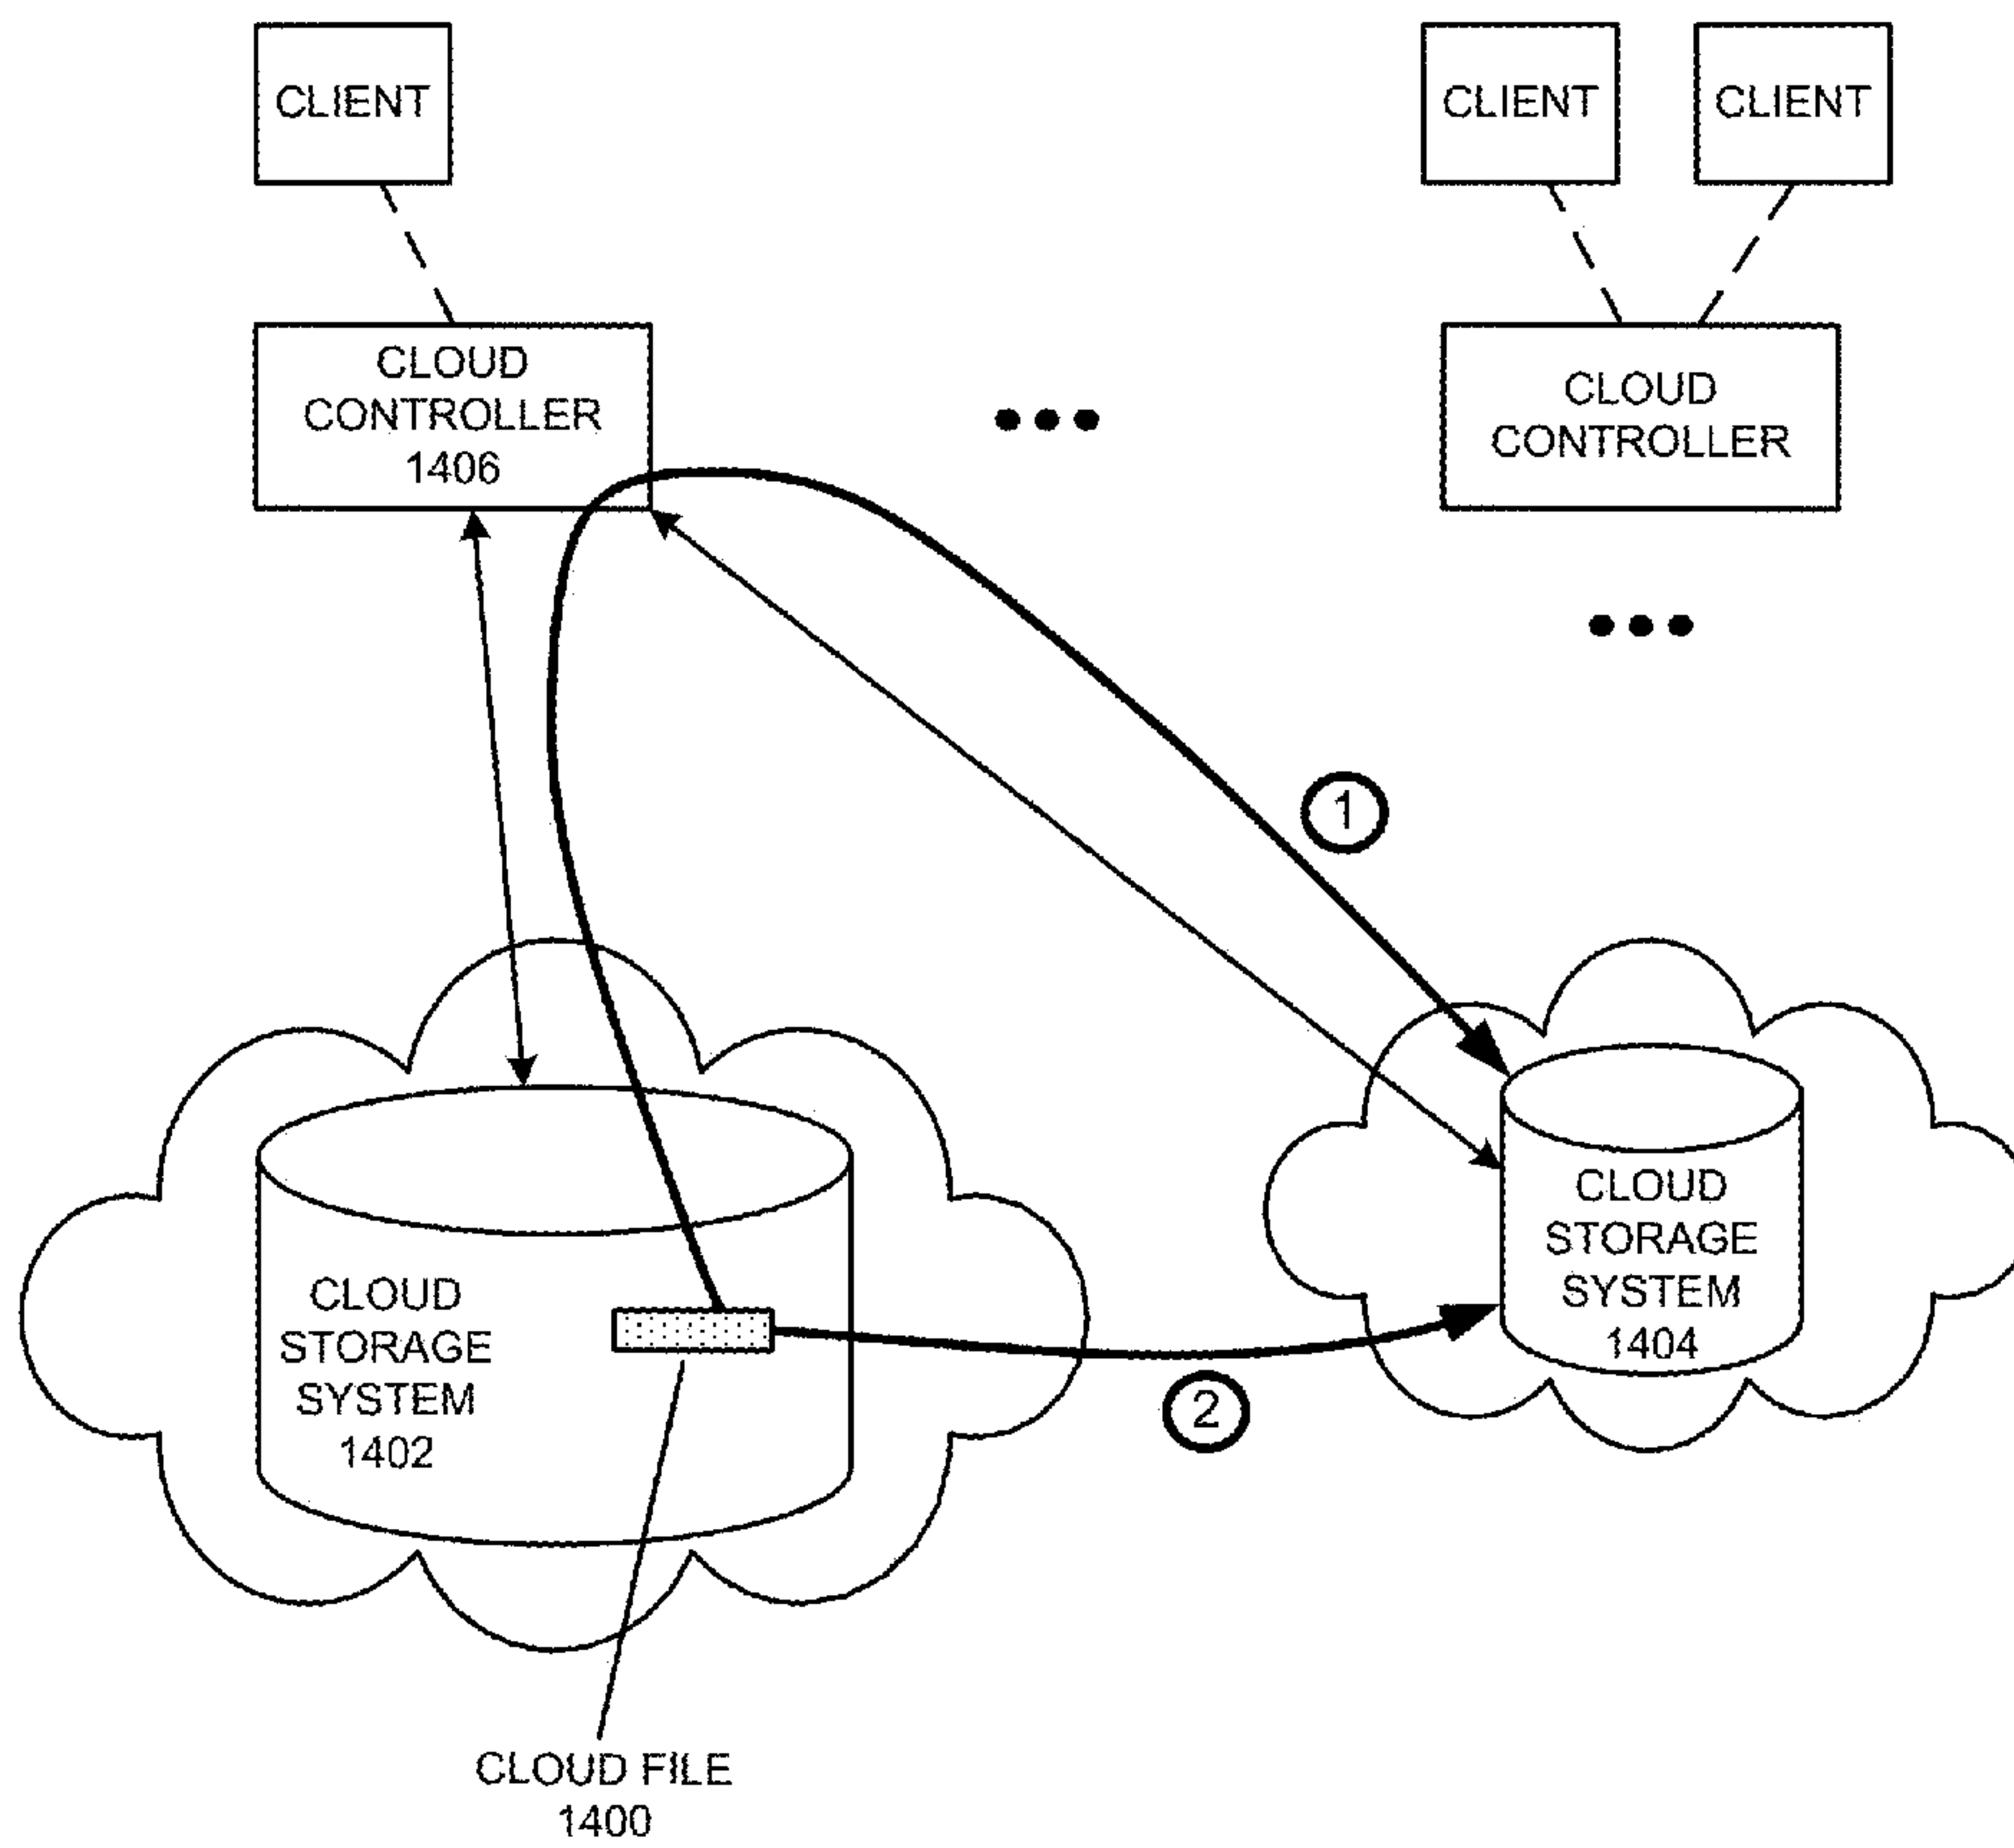 CLIENT
CLIENT
CLIENT
CLOUD
CONTROLLER
1406
CLOUD
CONTROLLER
1
CLOUD
STORAGE
SYSTEM
1404
CLOUD
STORAGE
SYSTEM
1402
2
CLOUD FILE
1400